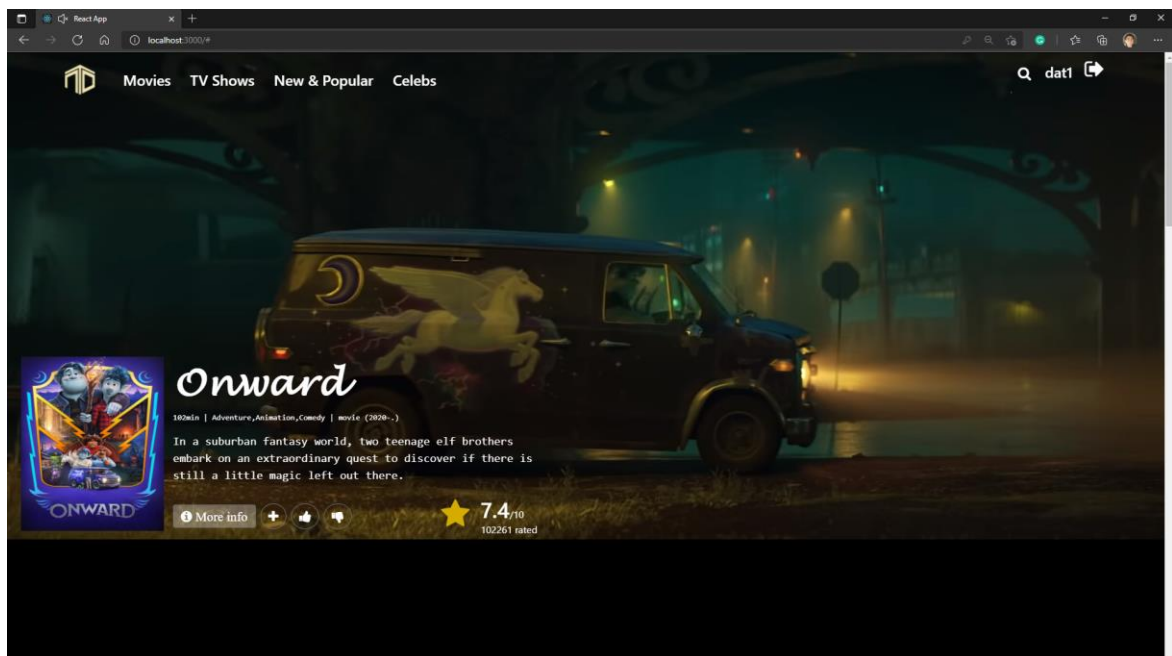 React App
localhost:3000/#
Movies TV Shows New & Popular Celebs
dat1
Onward
102min | Adventure,Animation,Comedy | movie (2020-.)
In a suburban fantasy world, two teenage elf brothers
embark on an extraordinary quest to discover if there is
still a little magic left out there.
ONWARD
More info
7.4/10
102261 rated